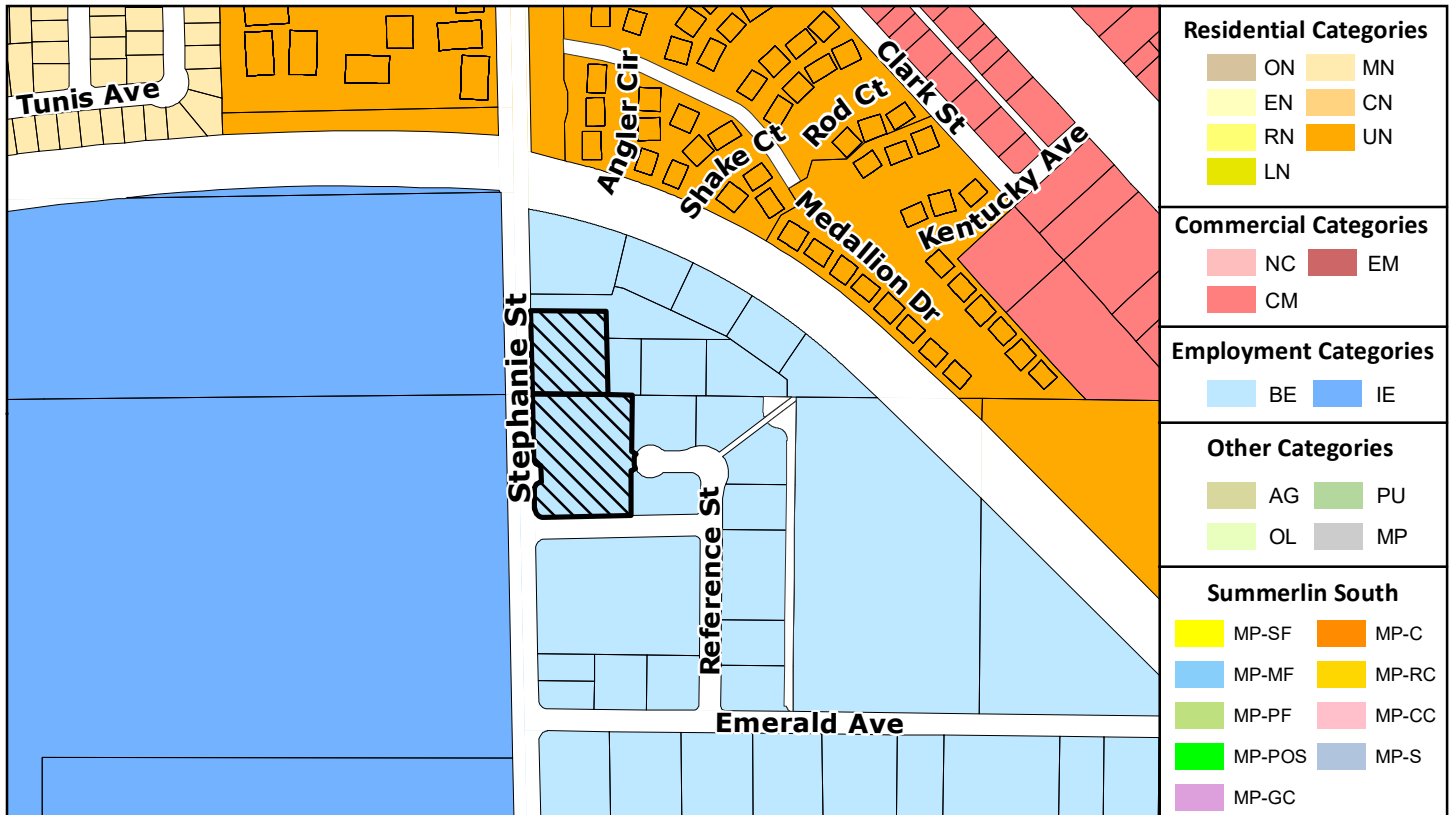 Tunis Ave
Angler Cir
Shake Ct
Rod Ct
Clark St
Kentucky Ave
Medallion Dr
Stephanie St
Reference St
Emerald Ave
Residential Categories
ON MN
EN CN
RN UN
LN
Commercial Categories
NC EM
CM
Employment Categories
BE IE
Other Categories
AG PU
OL MP
Summerlin South
MP-SF MP-C
MP-MF MP-RC
MP-PF MP-CC
MP-POS MP-S
MP-GC